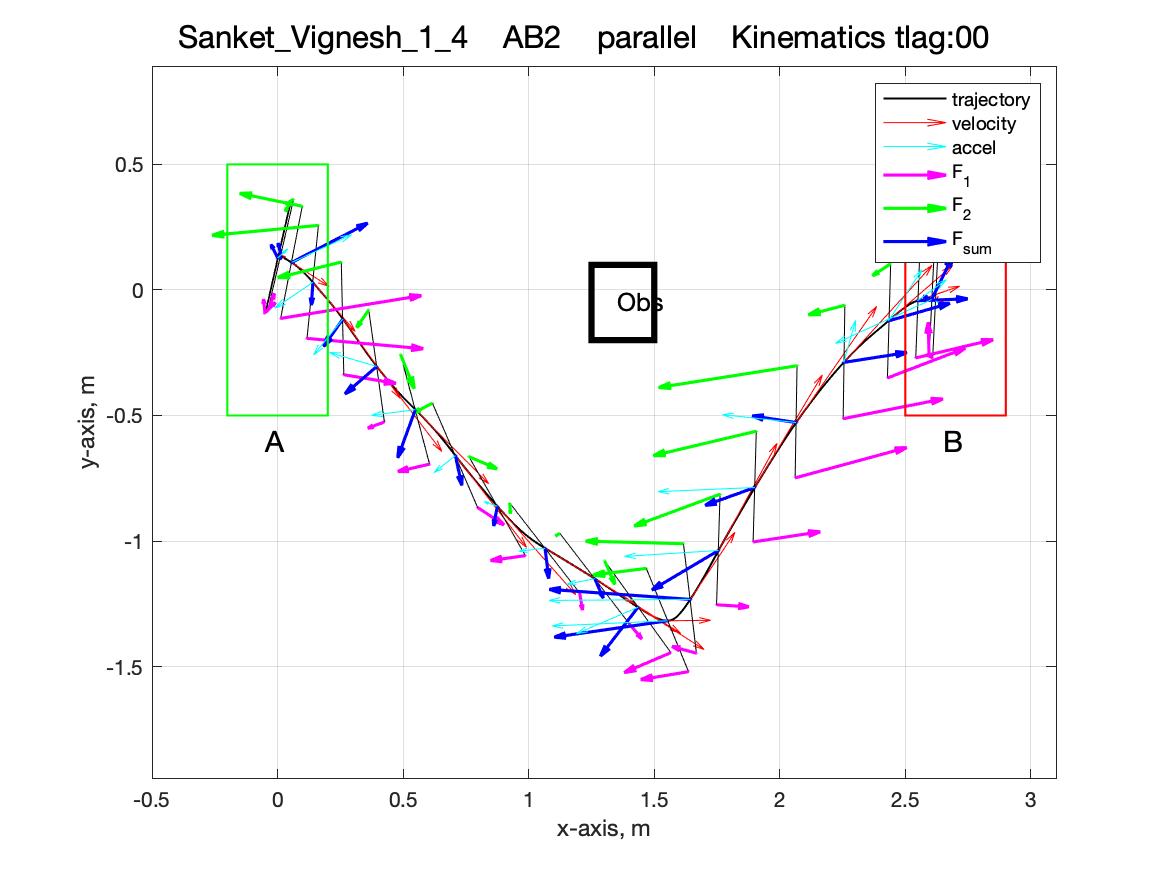 Sanket_Vignesh_1_4 AB2 parallel Kinematics tlag:00
trajectory
velocity
accel
F1
F2
Fsum
0.5
0
-0.5
-1
-1.5
y-axis, m
Obs
A
B
-0.5 0 0.5 1 1.5 2 2.5 3
x-axis, m